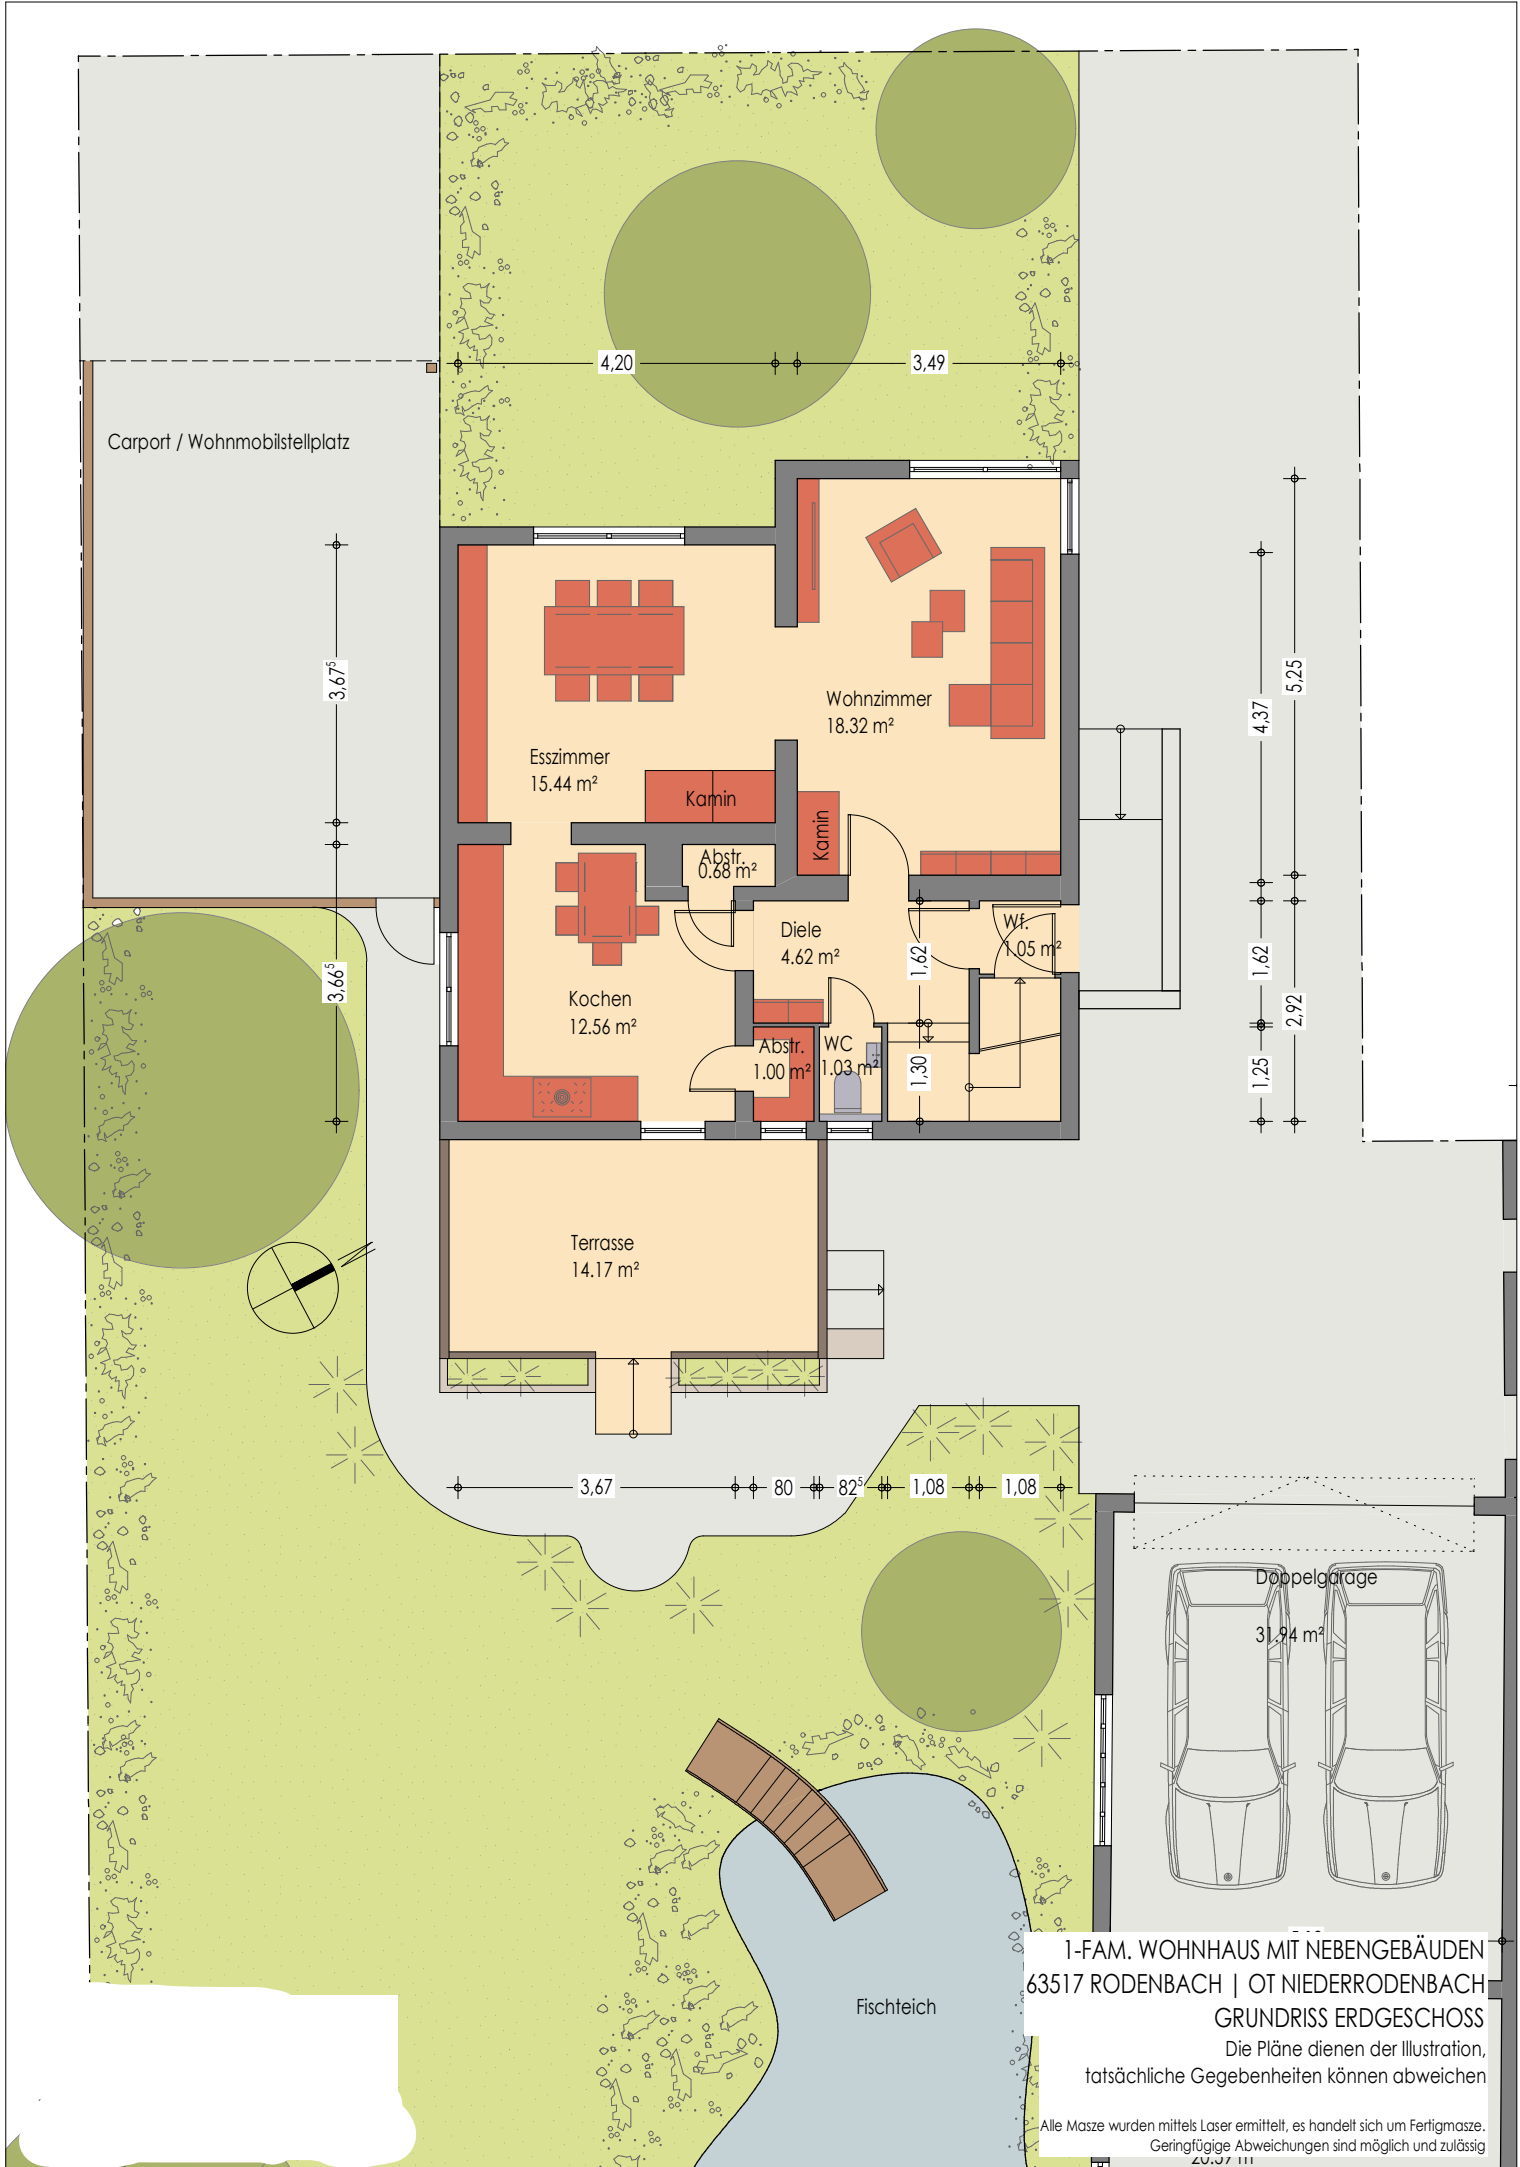 4,20
3,49
Carport / Wohnmobilstellplatz
3,67⁵
5,25
4,37
Wohnzimmer
18.32 m²
Esszimmer
15.44 m²
Kamin
Kamin
Abstr.
0.68 m²
Diele
4.62 m²
Wf.
1.05 m²
1,62
1,62
3,66⁵
Kochen
12.56 m²
2,92
Abstr.
1.00 m²
WC
1.03 m²
1,30
1,25
Terrasse
14.17 m²
N
3,67
80
82⁵
1,08
1,08
Doppelgarage
31.94 m²
1-FAM. WOHNHAUS MIT NEBENGEBÄUDEN
63517 RODENBACH | OT NIEDERRODENBACH
GRUNDRISS ERDGESCHOSS
Fischteich
Die Pläne dienen der Illustration,
tatsächliche Gegebenheiten können abweichen
Alle Masze wurden mittels Laser ermittelt, es handelt sich um Fertigmasze.
Geringfügige Abweichungen sind möglich und zulässig